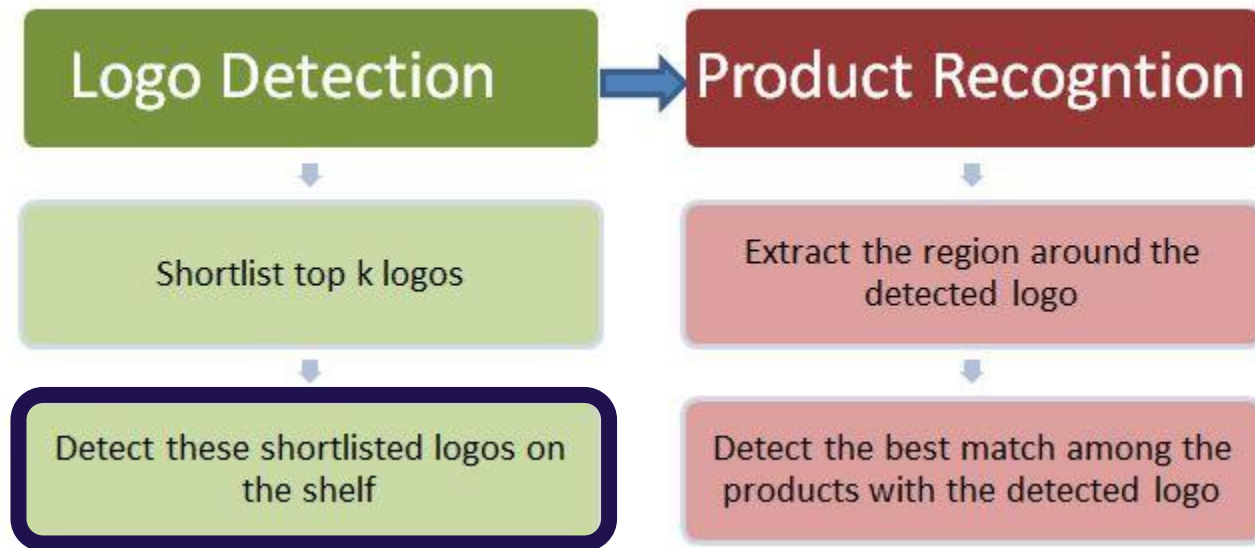 Logo Detection
Product Recogntion
Shortlist top k logos
Extract the region around the
detected logo
Detect these shortlisted logos on
the shelf
Detect the best match among the
products with the detected logo